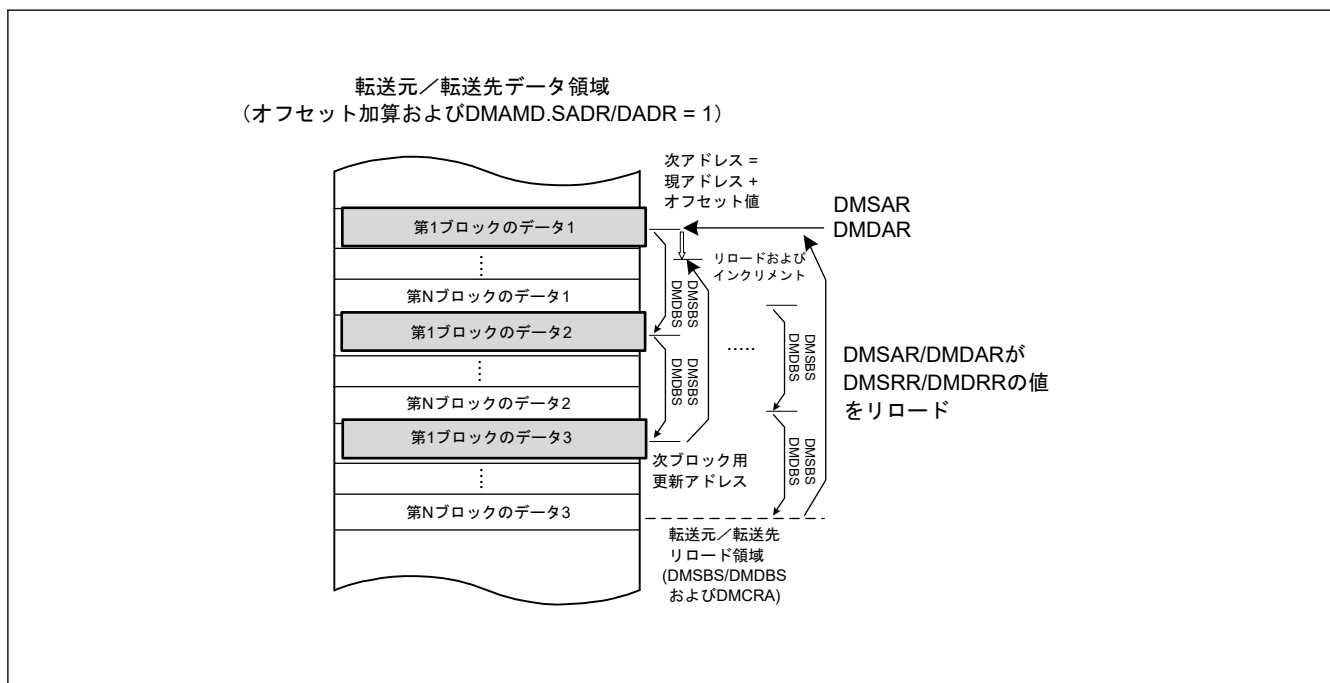 転送元／転送先データ領域
（オフセット加算およびDMAMD.SADR/DADR = 1）
次アドレス =
現アドレス +
オフセット値
DMSAR
DMDAR
第1ブロックのデータ1
リロードおよび
インクリメント
⋮
第Nブロックのデータ1
DMSBS
DMDBS
第1ブロックのデータ2
.....
DMSBS
DMDBS
DMSAR/DMDARが
DMSRR/DMDRRの値
をリロード
⋮
DMSBS
DMDBS
第Nブロックのデータ2
第1ブロックのデータ3
次ブロック用
更新アドレス
DMSBS
DMDBS
⋮
第Nブロックのデータ3
転送元／転送先
リロード領域
(DMSBS/DMDBS
およびDMCRA)